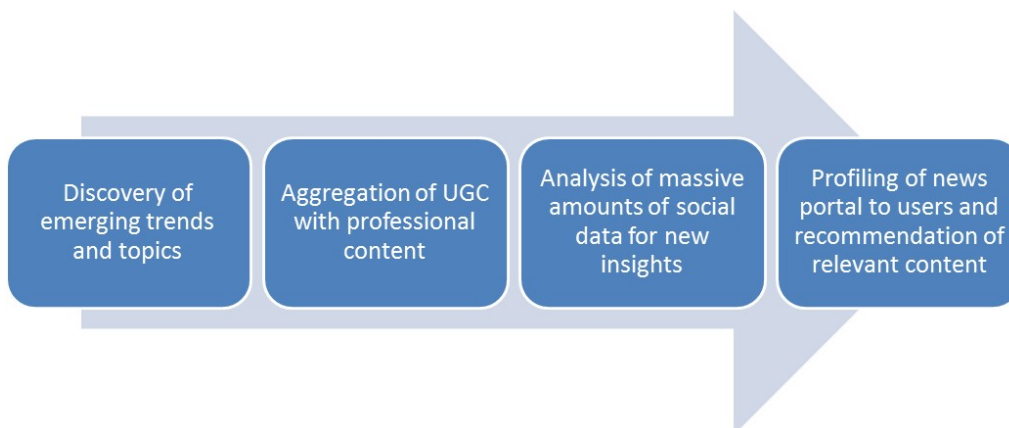 Discovery of
emerging trends
and topics
Aggregation of UGC
with professional
content
Analysis of massive
amounts of social
data for new
insights
Profiling of news
portal to users and
recommendation of
relevant content